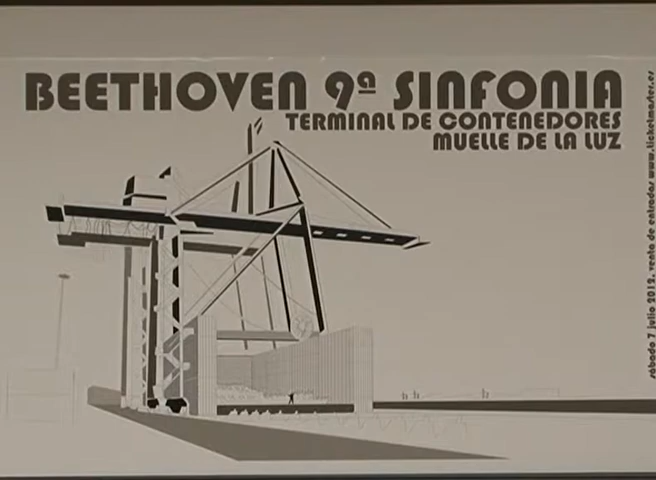 BEETHOVEN 9ª SINFONIA
TERMINAL DE CONTENEDORES
MUELLE DE LA LUZ
sábado 7 julio 2012. venta de entradas www.ticketmaster.es